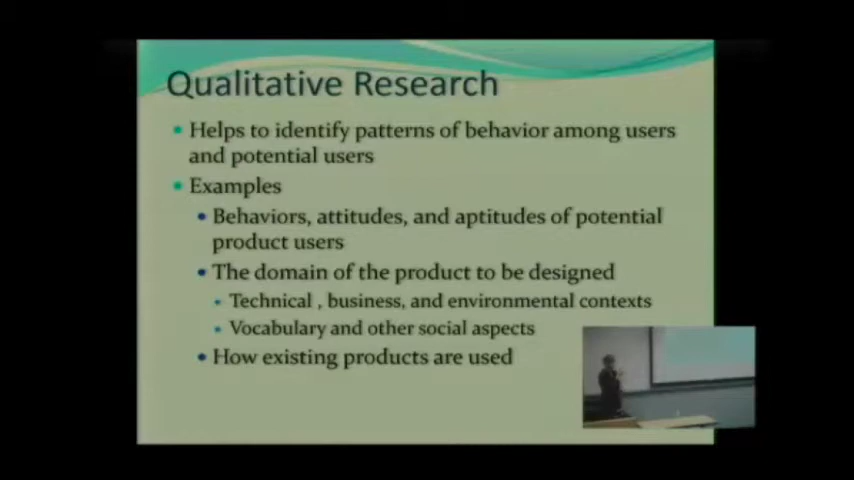 Qualitative Research
Helps to identify patterns of behavior among users
and potential users
Examples
Behaviors, attitudes, and aptitudes of potential
product users
The domain of the product to be designed
Technical , business, and environmental contexts
Vocabulary and other social aspects
How existing products are used